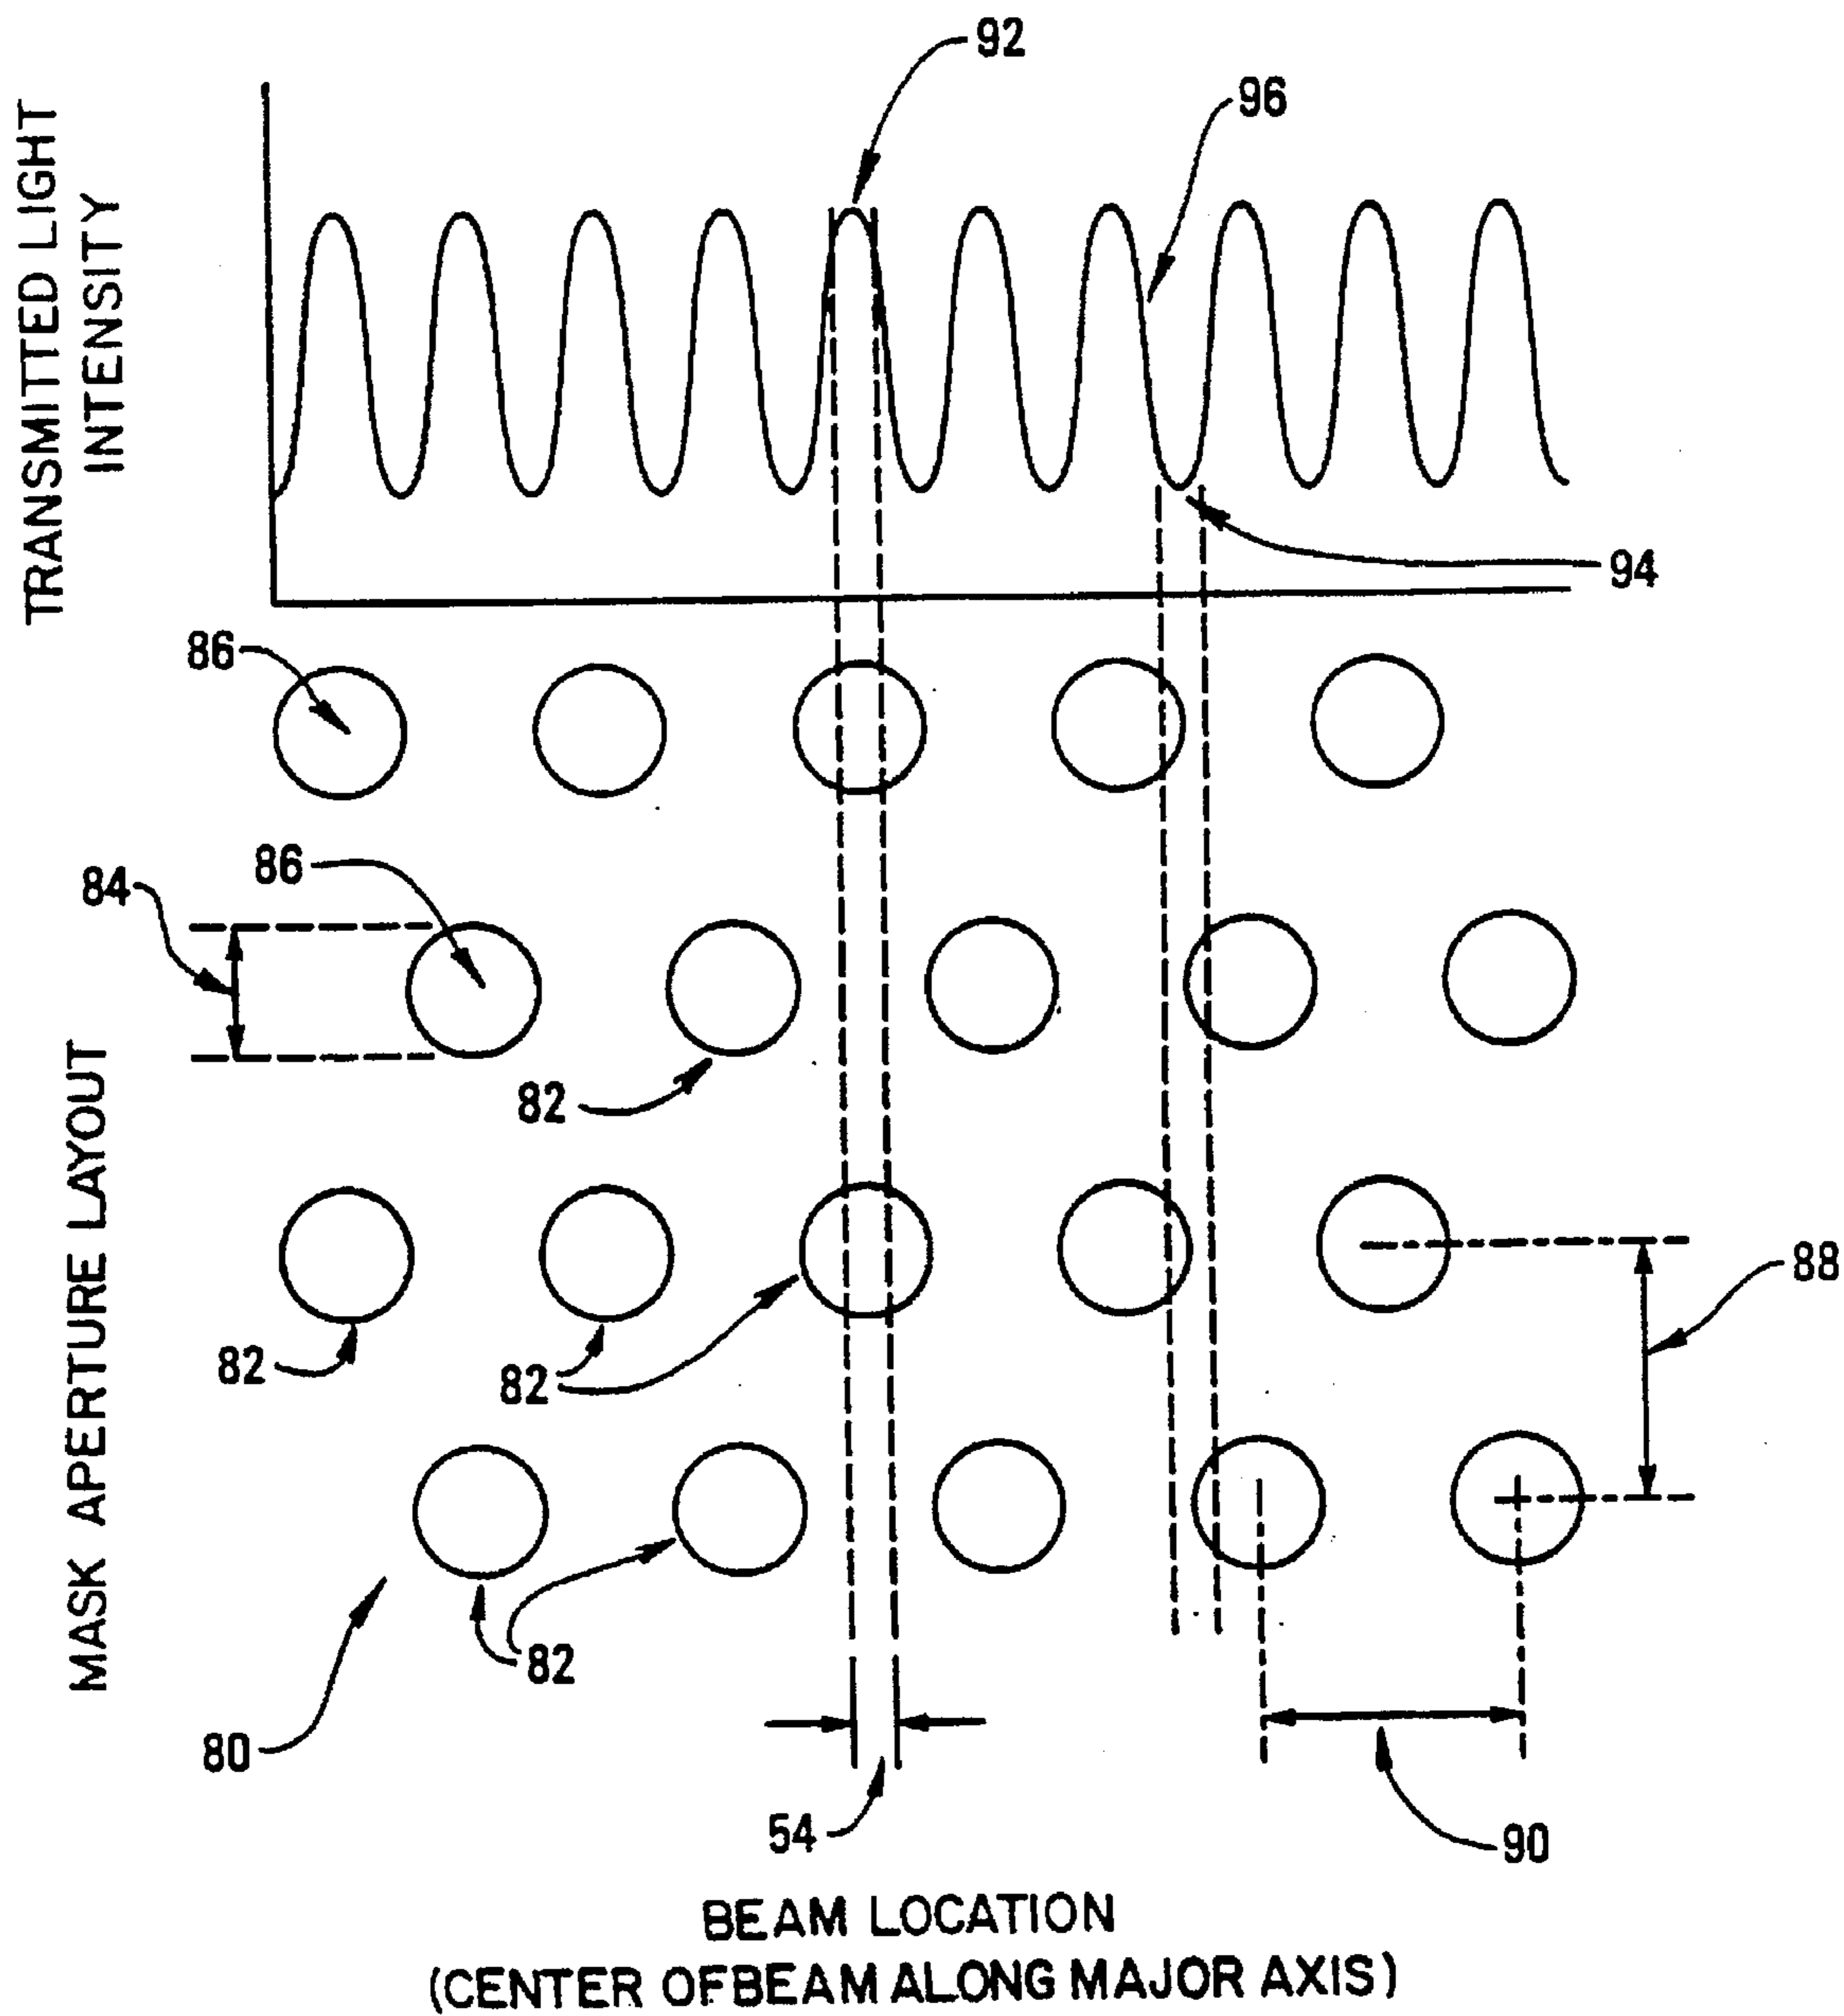 92
96
TRANSMITTED LIGHT
INTENSITY
94
86
86
84
82
MASK APERTURE LAYOUT
88
82
82
82
80
54
90
BEAM LOCATION
(CENTER OFBEAM ALONG MAJOR AXIS)